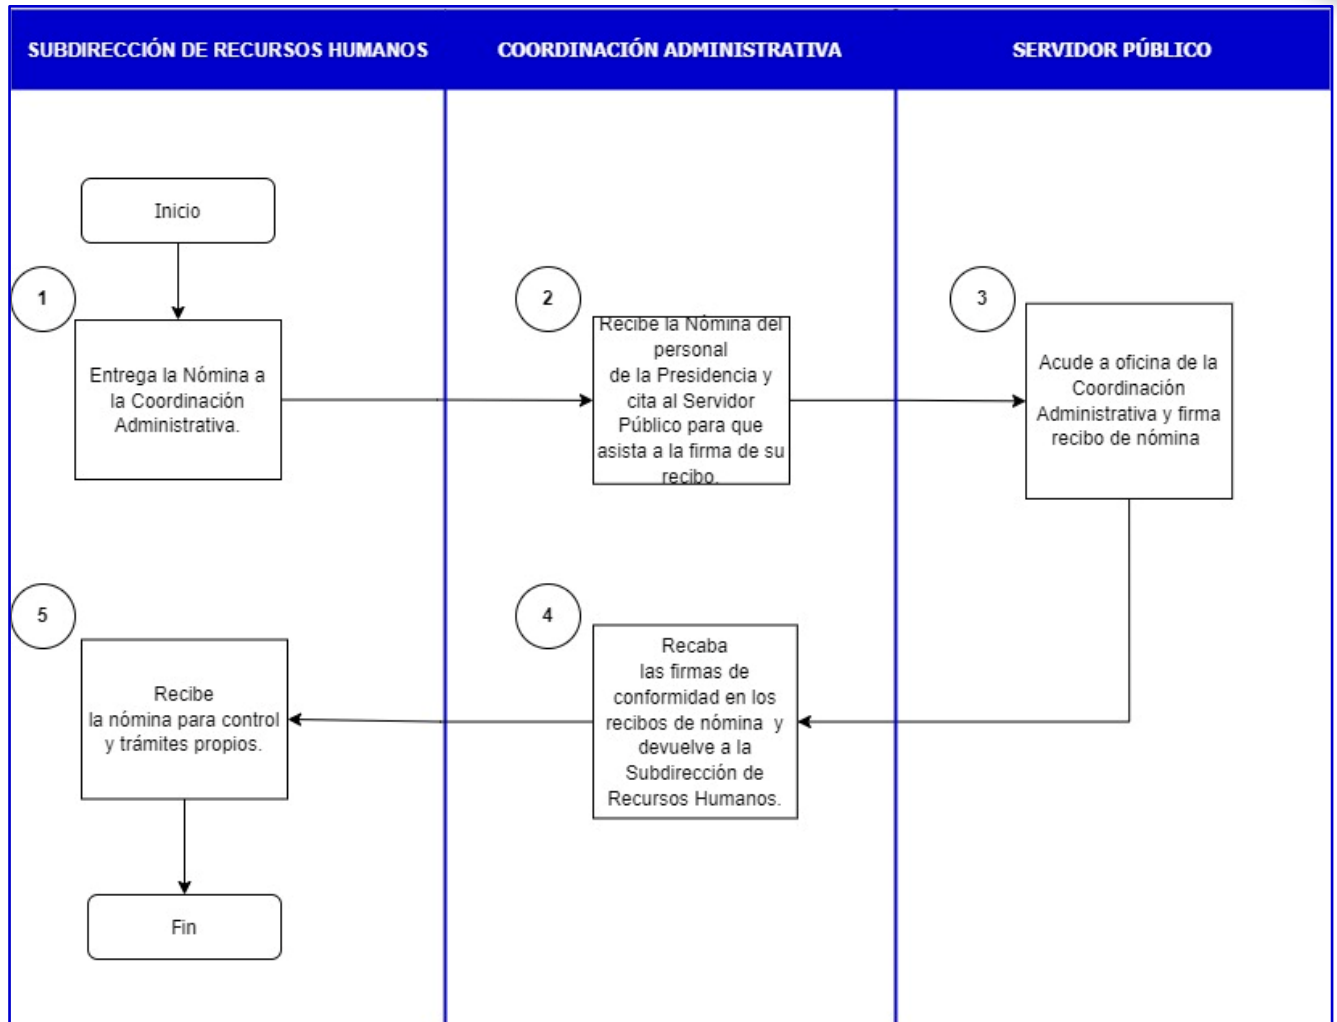 SUBDIRECCIÓN DE RECURSOS HUMANOS
COORDINACIÓN ADMINISTRATIVA
SERVIDOR PÚBLICO
Inicio
1
Entrega la Nómina a
la Coordinación
Administrativa.
2
Recibe la Nómina del
personal
de la Presidencia y
cita al Servidor
Público para que
asista a la firma de su
recibo.
3
Acude a oficina de la
Coordinación
Administrativa y firma
recibo de nómina
4
Recaba
las firmas de
conformidad en los
recibos de nómina y
devuelve a la
Subdirección de
Recursos Humanos.
5
Recibe
la nómina para control
y trámites propios.
Fin